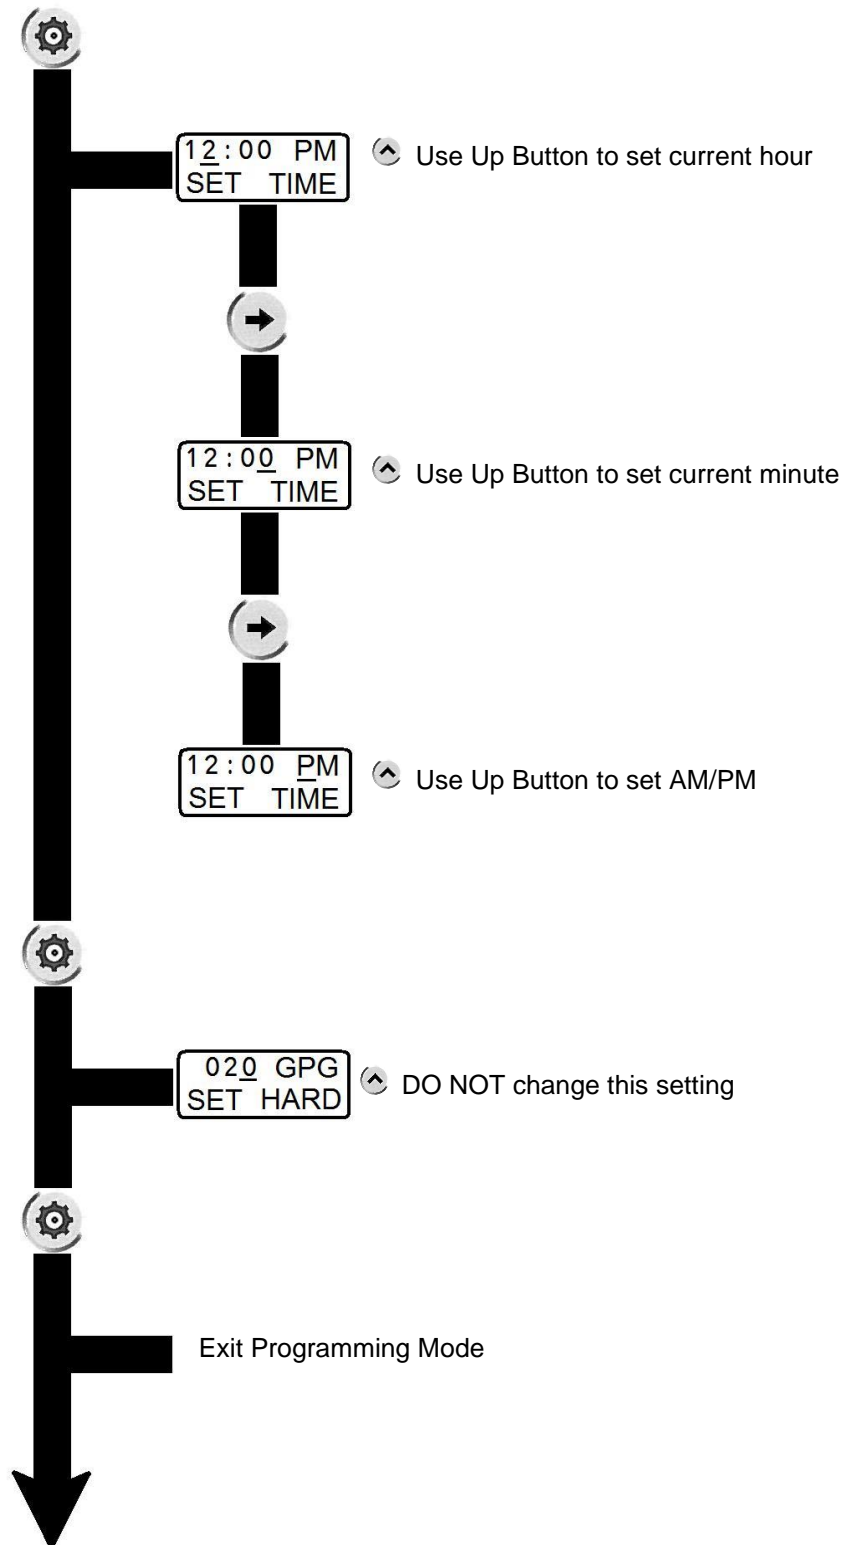 12:00 PM
SET TIME
Use Up Button to set current hour
12:00 PM
SET TIME
Use Up Button to set current minute
12:00 PM
SET TIME
Use Up Button to set AM/PM
020 GPG
SET HARD
DO NOT change this setting
Exit Programming Mode